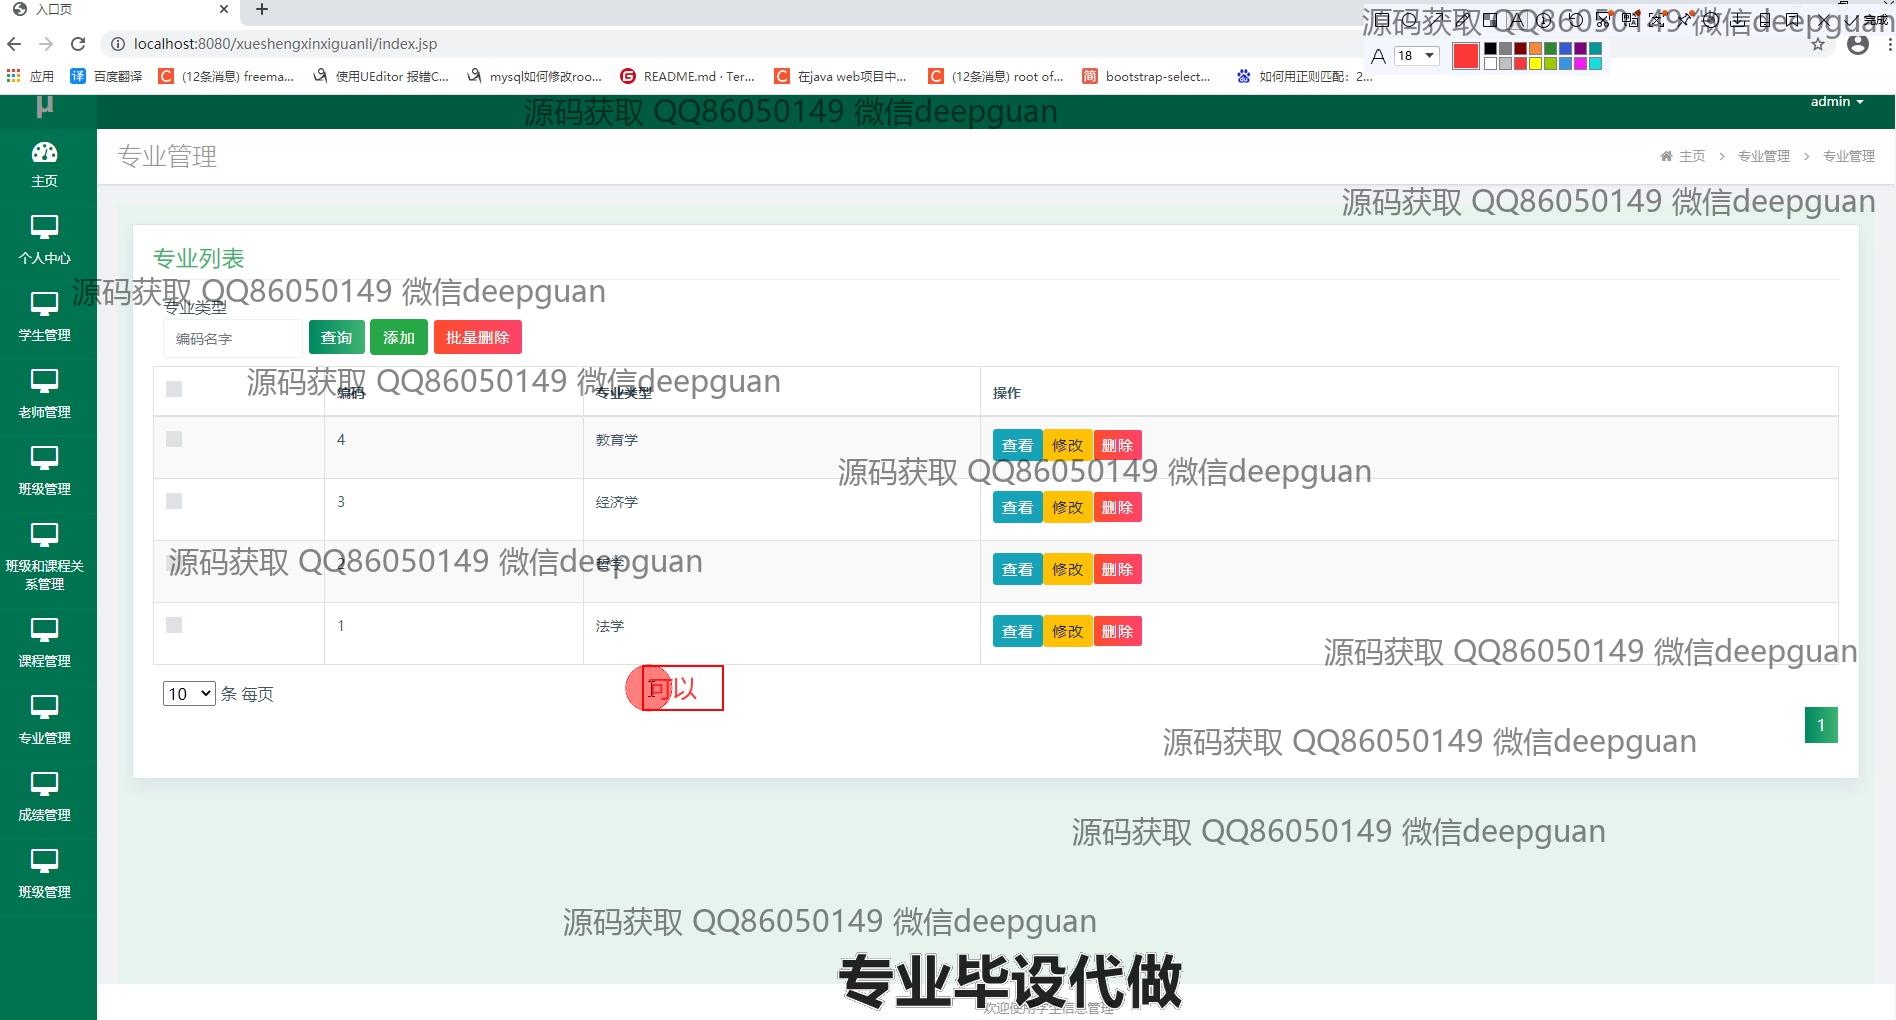 入口页
localhost:8080/xueshengxinxiguanli/index.jsp
应用 百度翻译 (12条消息) freema... 使用UEditor 报错C... mysql如何修改roo... README.md · Ter... 在java web项目中... (12条消息) root of... bootstrap-select... 如何用正则匹配：2...
源码获取 QQ86050149 微信deepguan
完成
A 18
源码获取 QQ86050149 微信deepguan
admin
μ
专业管理
主页 > 专业管理 > 专业管理
源码获取 QQ86050149 微信deepguan
主页
个人中心
学生管理
老师管理
班级管理
班级和课程关
系管理
课程管理
专业管理
成绩管理
班级管理
专业列表
源码获取 QQ86050149 微信deepguan
专业类型
编码名字 查询 添加 批量删除
源码获取 QQ86050149 微信deepguan
编码 专业类型 操作
4 教育学 查看 修改 删除
源码获取 QQ86050149 微信deepguan
3 经济学 查看 修改 删除
源码获取 QQ86050149 微信deepguan
2 哲学 查看 修改 删除
1 法学 查看 修改 删除
源码获取 QQ86050149 微信deepguan
10 条 每页
可以
1
源码获取 QQ86050149 微信deepguan
源码获取 QQ86050149 微信deepguan
源码获取 QQ86050149 微信deepguan
专业毕设代做
欢迎使用学生信息管理